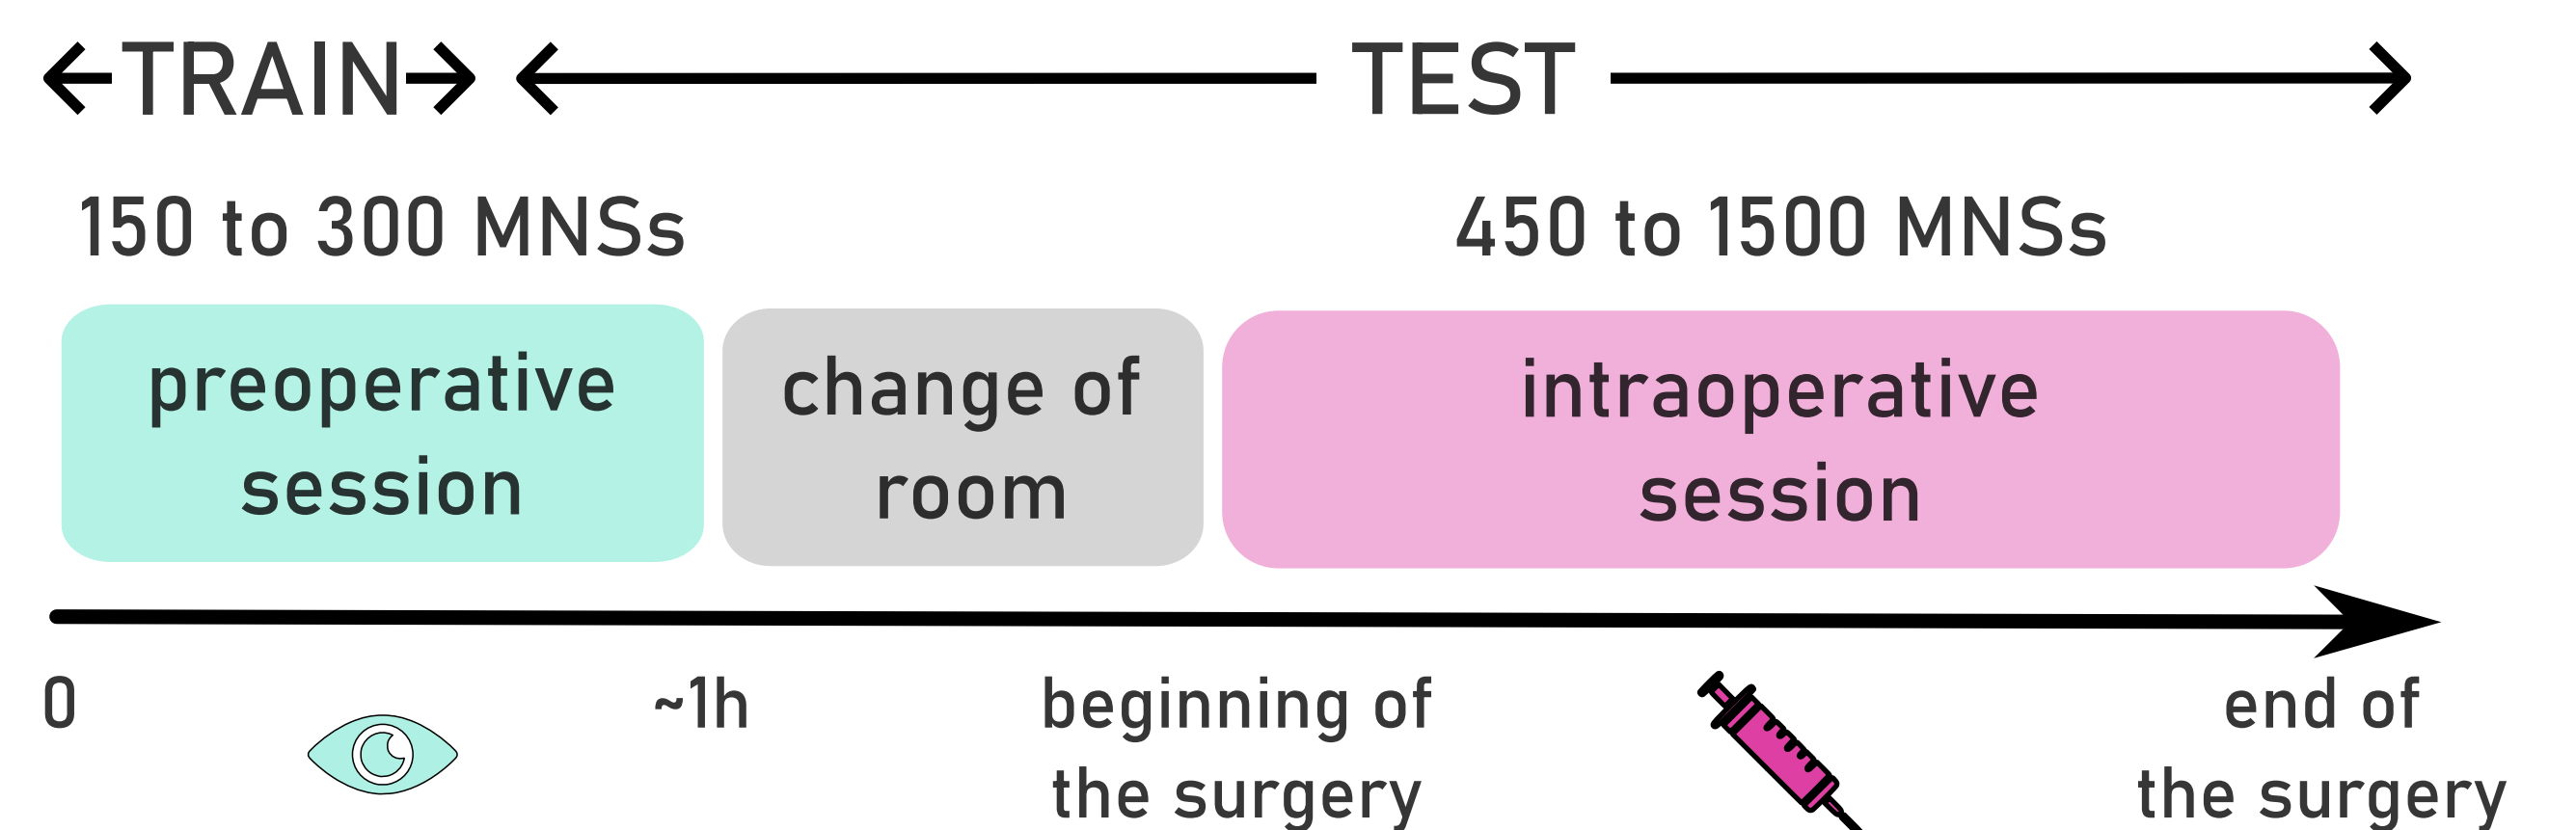 TRAIN TEST
150 to 300 MNSs 450 to 1500 MNSs
preoperative
session
change of
room
intraoperative
session
0 ~1h beginning of
the surgery
end of
the surgery